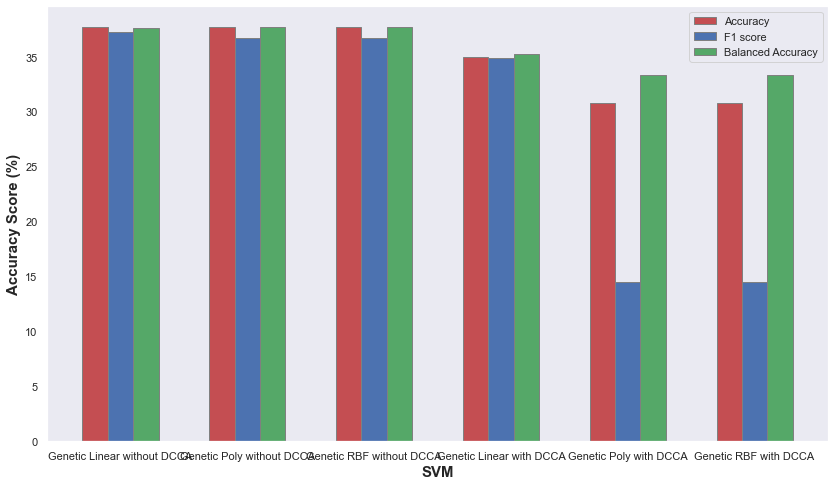 Accuracy
F1 score
Balanced Accuracy
Accuracy Score (%)
35
30
25
20
15
10
5
0
Genetic Linear without DCCA
Genetic Poly without DCCA
Genetic RBF without DCCA
Genetic Linear with DCCA
Genetic Poly with DCCA
Genetic RBF with DCCA
SVM